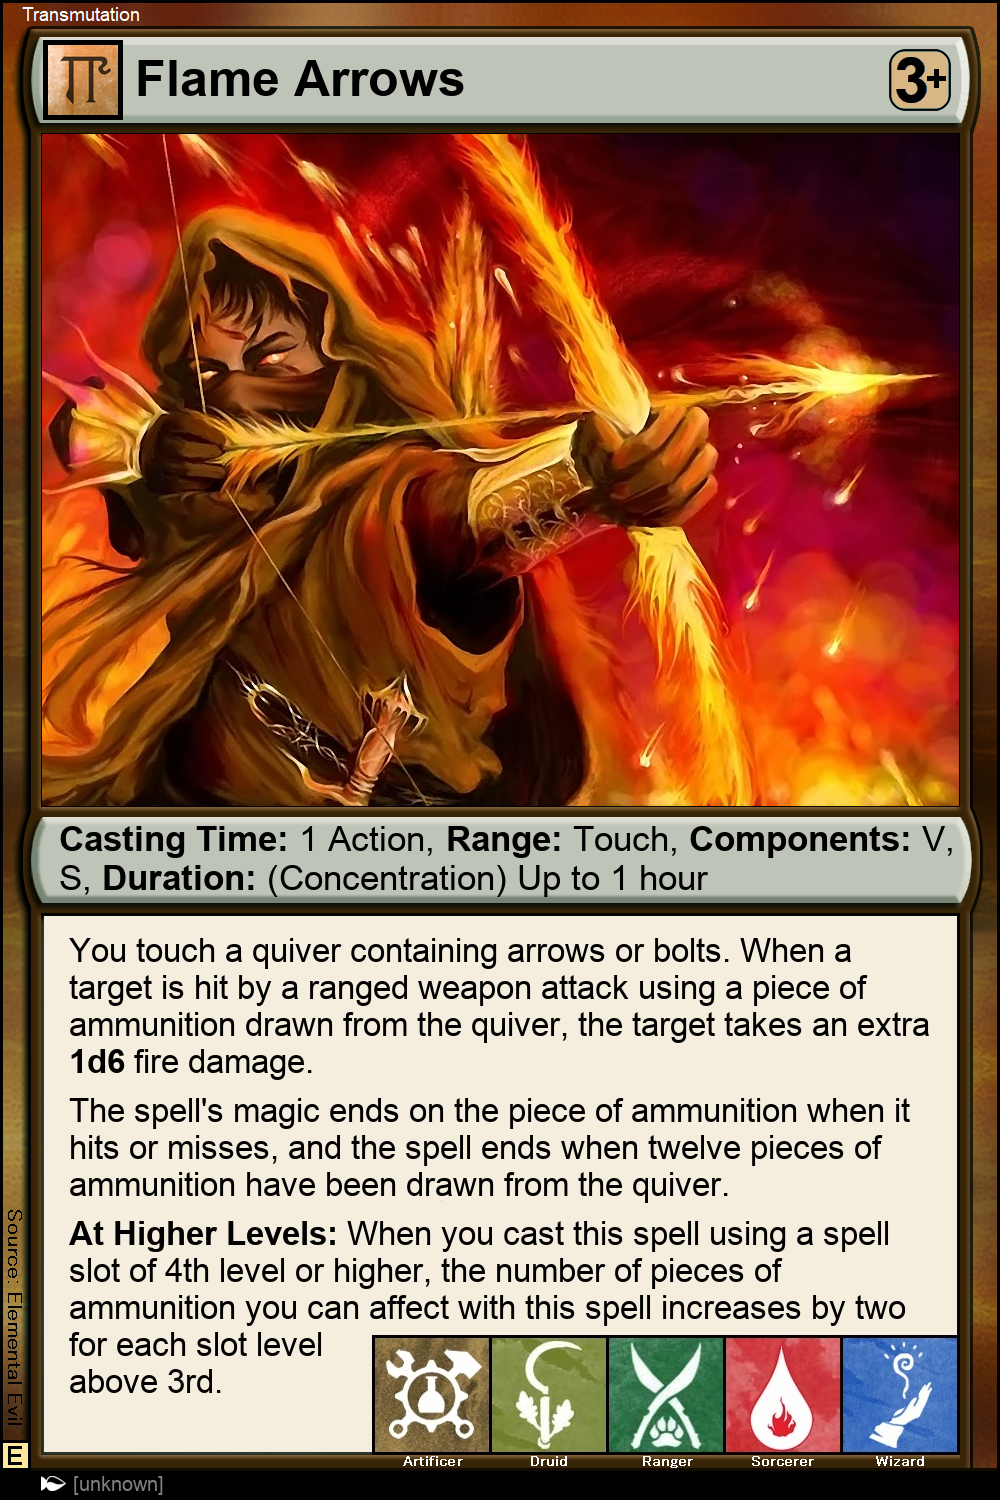 Transmutation
Flame Arrows
3+
Casting Time: 1 Action, Range: Touch, Components: V,
S, Duration: (Concentration) Up to 1 hour
You touch a quiver containing arrows or bolts. When a
target is hit by a ranged weapon attack using a piece of
ammunition drawn from the quiver, the target takes an extra
1d6 fire damage.
The spell's magic ends on the piece of ammunition when it
hits or misses, and the spell ends when twelve pieces of
ammunition have been drawn from the quiver.
At Higher Levels: When you cast this spell using a spell
slot of 4th level or higher, the number of pieces of
ammunition you can affect with this spell increases by two
for each slot level
above 3rd.
Artificer
Druid
Ranger
Sorcerer
Wizard
Source: Elemental Evil
E
[unknown]